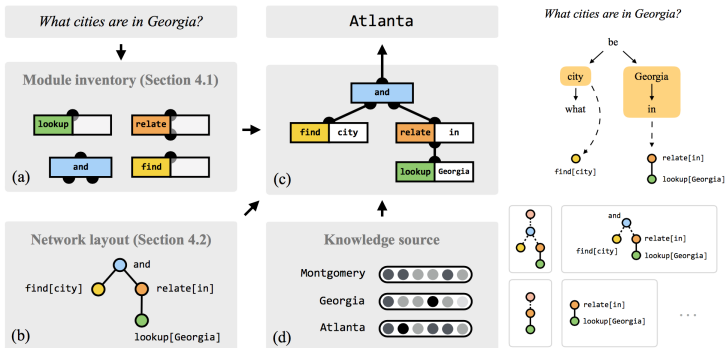 What cities are in Georgia?
Module inventory (Section 4.1)
lookup
relate
and
find
(a)
Network layout (Section 4.2)
and
find[city]
relate[in]
lookup[Georgia]
(b)
Atlanta
and
find city
relate in
lookup Georgia
(c)
Knowledge source
Montgomery
Georgia
Atlanta
(d)
What cities are in Georgia?
be
city
Georgia
what
in
find[city]
relate[in]
lookup[Georgia]
and
find[city]
relate[in]
lookup[Georgia]
relate[in]
lookup[Georgia]
...